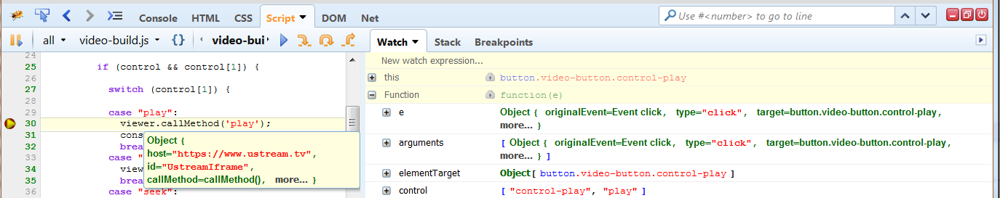 Console HTML CSS Script DOM Net
Use #<number> to go to line
all video-build.js {} video-bui
Watch Stack Breakpoints
24
25 if (control && control[1]) {
26
27 switch (control[1]) {
28
29 case "play":
30 viewer.callMethod('play');
31 cons
32 brea
33 case "
34 view
35 brea
36 case "seek":
Object {
host="https://www.ustream.tv",
id="UstreamIframe",
callMethod=callMethod(), more... }
New watch expression...
this button.video-button.control-play
Function function(e)
e Object { originalEvent=Event click, type="click", target=button.video-button.control-play,
more... }
arguments [ Object { originalEvent=Event click, type="click", target=button.video-button.control-play,
more... } ]
elementTarget Object[ button.video-button.control-play ]
control [ "control-play", "play" ]